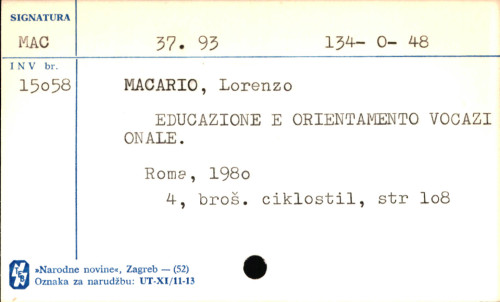 SIGNATURA
MAC 37. 93 134- O- 48
INV br.
15o58 MACARIO, Lorenzo
EDUCAZIONE E ORIENTAMENTO VOCAZI
ONALE.
Roma, 198o
4, broš. ciklostil, str 1o8
»Narodne novine«, Zagreb — (52)
Oznaka za narudžbu: UT-XI/11-13